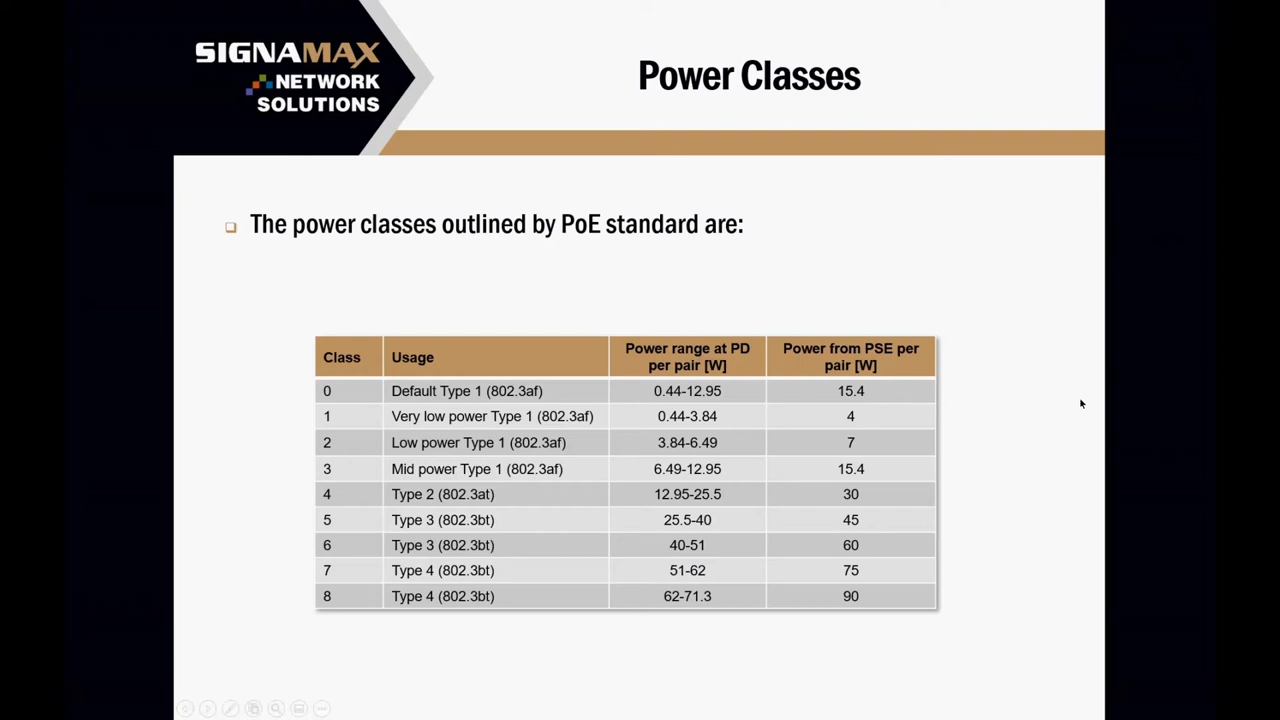 SIGNAMAX
NETWORK
SOLUTIONS
Power Classes
The power classes outlined by PoE standard are:
Class Usage Power range at PD per pair [W] Power from PSE per pair [W]
0 Default Type 1 (802.3af) 0.44-12.95 15.4
1 Very low power Type 1 (802.3af) 0.44-3.84 4
2 Low power Type 1 (802.3af) 3.84-6.49 7
3 Mid power Type 1 (802.3af) 6.49-12.95 15.4
4 Type 2 (802.3at) 12.95-25.5 30
5 Type 3 (802.3bt) 25.5-40 45
6 Type 3 (802.3bt) 40-51 60
7 Type 4 (802.3bt) 51-62 75
8 Type 4 (802.3bt) 62-71.3 90